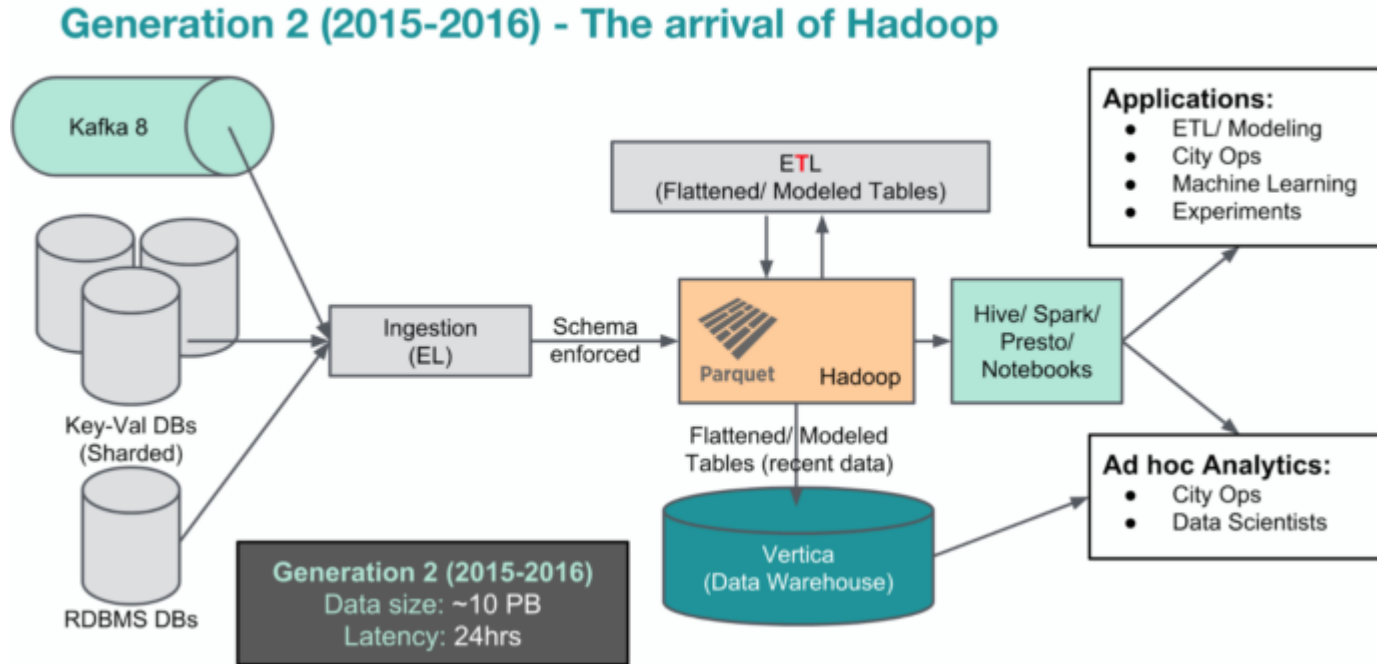 Generation 2 (2015-2016) - The arrival of Hadoop
Kafka 8
Key-Val DBs
(Sharded)
RDBMS DBs
Ingestion
(EL)
Schema
enforced
ETL
(Flattened/ Modeled Tables)
Parquet
Hadoop
Flattened/ Modeled
Tables (recent data)
Vertica
(Data Warehouse)
Hive/ Spark/
Presto/
Notebooks
Applications:
● ETL/ Modeling
● City Ops
● Machine Learning
● Experiments
Ad hoc Analytics:
● City Ops
● Data Scientists
Generation 2 (2015-2016)
Data size: ~10 PB
Latency: 24hrs